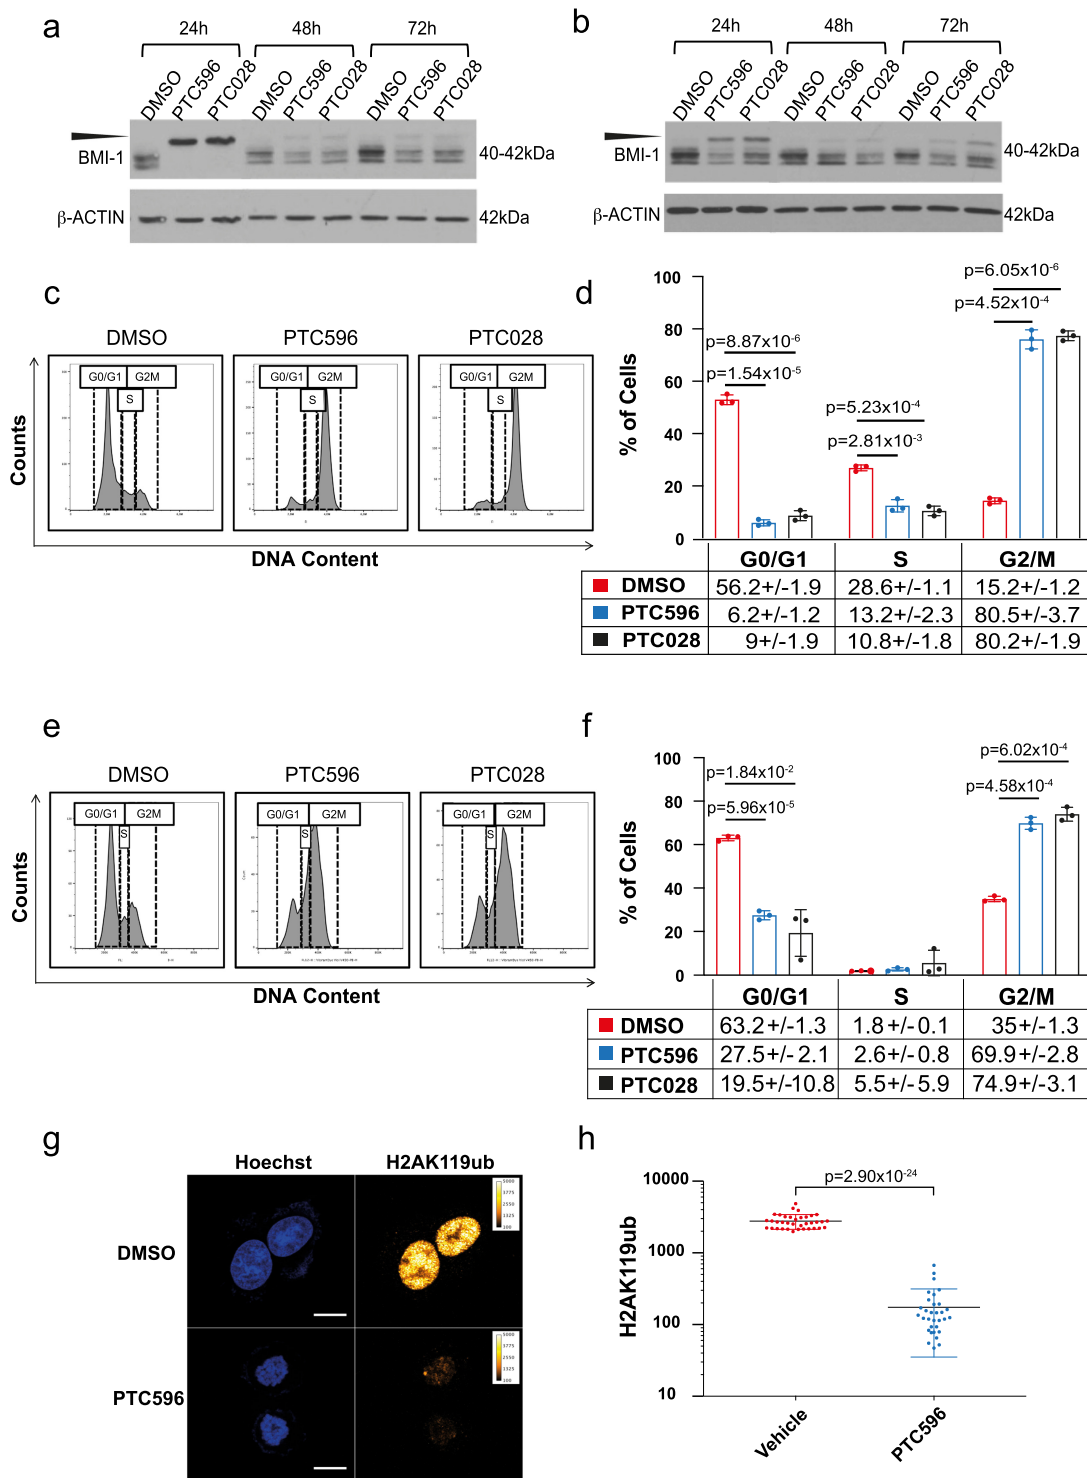 a
24h 48h 72h
DMSO PTC596 PTC028 DMSO PTC596 PTC028 DMSO PTC596 PTC028
BMI-1 40-42kDa
β-ACTIN 42kDa
b
24h 48h 72h
DMSO PTC596 PTC028 DMSO PTC596 PTC028 DMSO PTC596 PTC028
BMI-1 40-42kDa
β-ACTIN 42kDa
c
DMSO PTC596 PTC028
G0/G1 G2M G0/G1 G2M G0/G1 G2M
S S S
Counts
DNA Content
d
100
80
60
40
20
0
% of Cells
p=8.87x10-6
p=1.54x10-5
p=5.23x10-4
p=2.81x10-3
p=6.05x10-6
p=4.52x10-4
G0/G1 S G2/M
DMSO 56.2+/-1.9 28.6+/-1.1 15.2+/-1.2
PTC596 6.2+/-1.2 13.2+/-2.3 80.5+/-3.7
PTC028 9+/-1.9 10.8+/-1.8 80.2+/-1.9
e
DMSO PTC596 PTC028
G0/G1 G2M G0/G1 G2M G0/G1 G2M
S S S
Counts
DNA Content
f
100
80
60
40
20
0
% of Cells
p=1.84x10-2
p=5.96x10-5
p=6.02x10-4
p=4.58x10-4
G0/G1 S G2/M
DMSO 63.2+/-1.3 1.8+/-0.1 35+/-1.3
PTC596 27.5+/-2.1 2.6+/-0.8 69.9+/-2.8
PTC028 19.5+/-10.8 5.5+/-5.9 74.9+/-3.1
g
Hoechst H2AK119ub
DMSO
5000
3775
2550
1325
100
PTC596
5000
3775
2550
1325
100
h
p=2.90x10-24
10000
1000
100
10
H2AK119ub
Vehicle PTC596